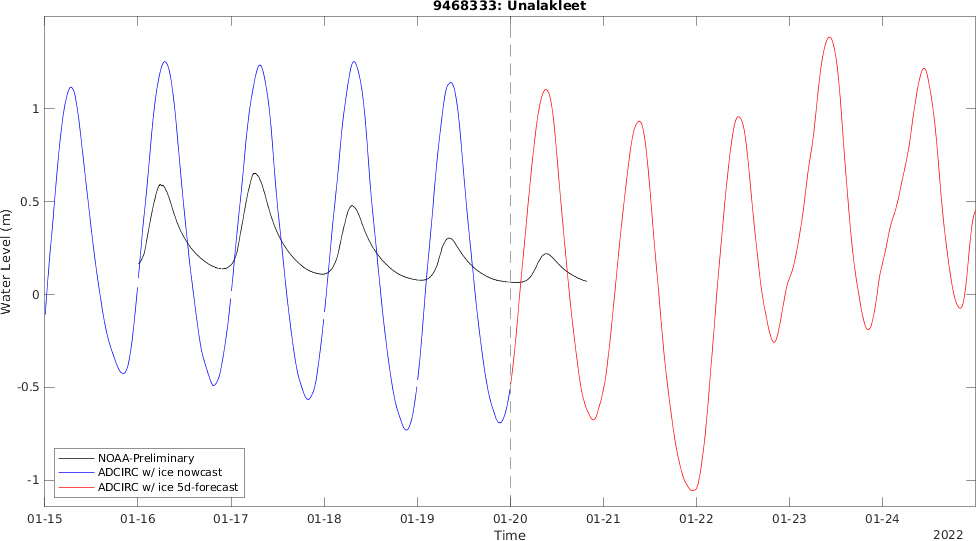 9468333: Unalakleet
Water Level (m)
1
0.5
0
-0.5
-1
NOAA-Preliminary
ADCIRC w/ ice nowcast
ADCIRC w/ ice 5d-forecast
01-15 01-16 01-17 01-18 01-19 01-20 01-21 01-22 01-23 01-24
Time
2022